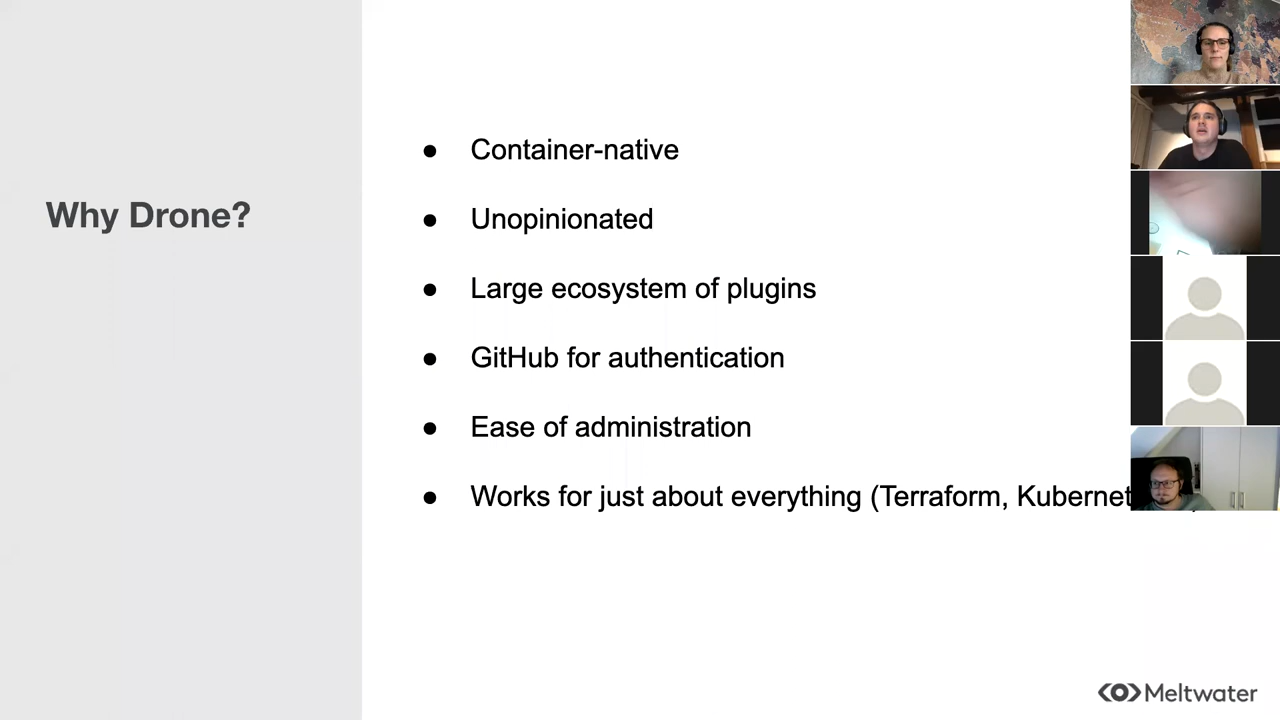 Why Drone?
● Container-native
● Unopinionated
● Large ecosystem of plugins
● GitHub for authentication
● Ease of administration
● Works for just about everything (Terraform,
Meltwater